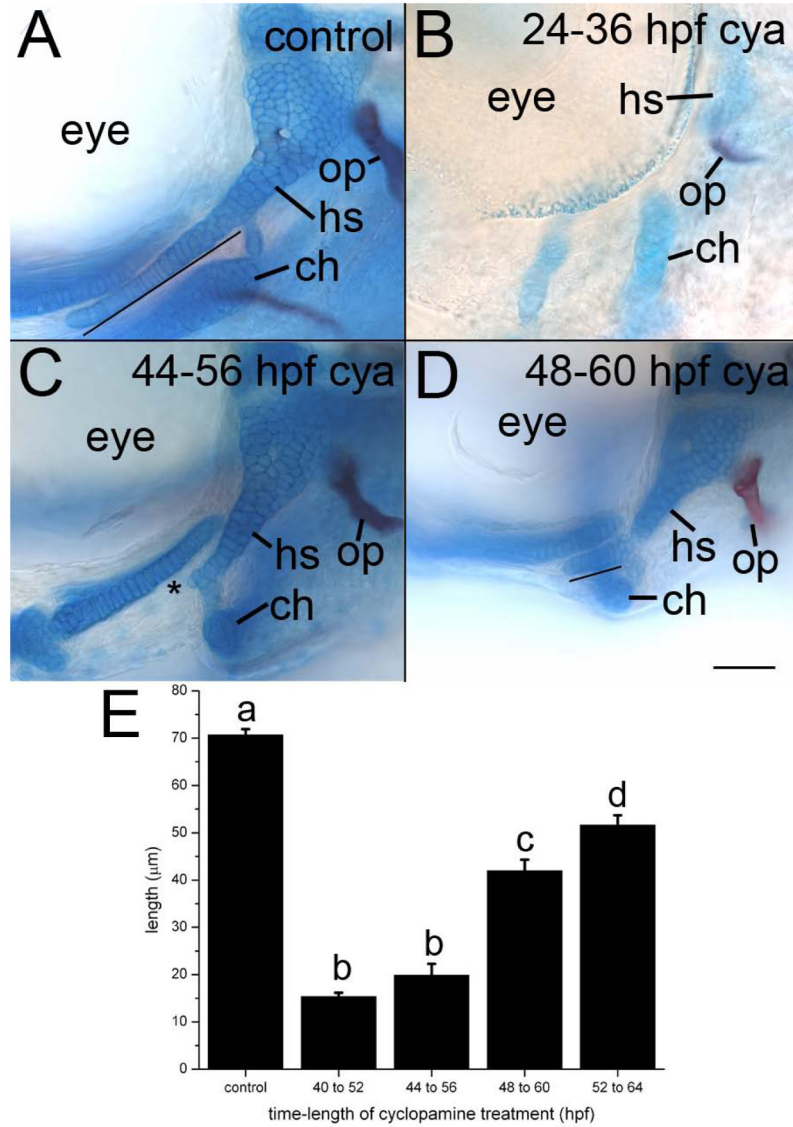 A control
eye
op
hs
ch
B 24-36 hpf cya
eye
hs
op
ch
C 44-56 hpf cya
eye
hs
op
*
ch
D 48-60 hpf cya
eye
hs
op
ch
E
80
70
60
50
40
30
20
10
0
length (μm)
a
b
b
c
d
control 40 to 52 44 to 56 48 to 60 52 to 64
time-length of cyclopamine treatment (hpf)